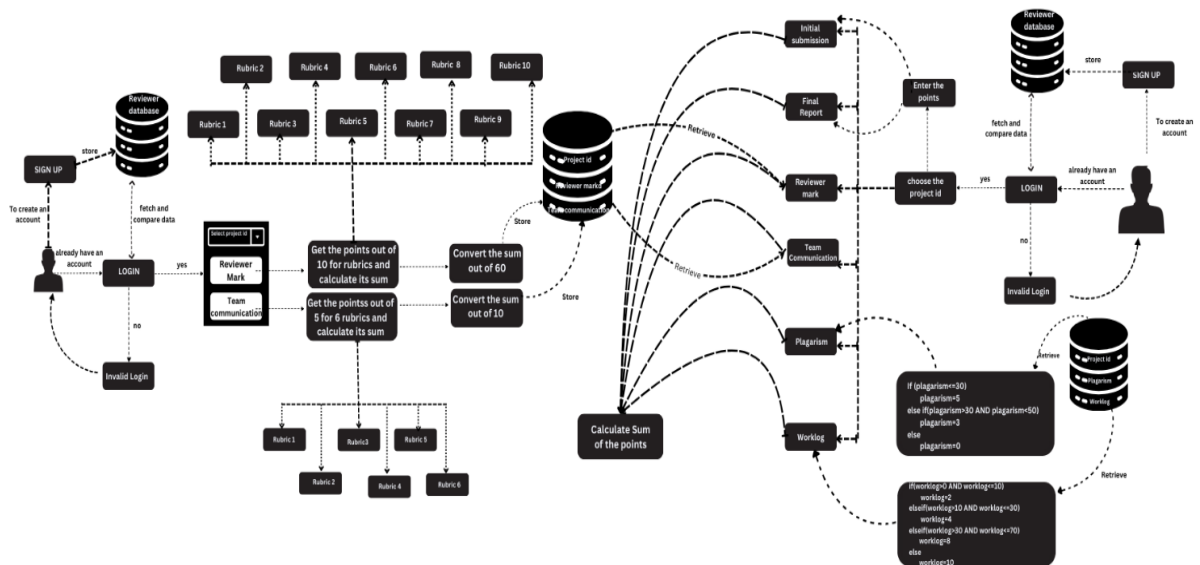 Reviewer
database
store
SIGN UP
To create an
account
already have an
account
fetch and
compare data
LOGIN
yes
no
Invalid Login
Select project id
Reviewer
Mark
Team
communication
Rubric 2
Rubric 4
Rubric 6
Rubric 8
Rubric 10
Rubric 1
Rubric 3
Rubric 5
Rubric 7
Rubric 9
Get the points out of
10 for rubrics and
calculate its sum
Get the pointss out of
5 for 6 rubrics and
calculate its sum
Convert the sum
out of 60
Convert the sum
out of 10
Store
Store
Rubric 1
Rubric3
Rubric 5
Rubric 2
Rubric 4
Rubric 6
Project id
Reviewer marks
Team communication
Retrieve
Retrieve
Calculate Sum
of the points
Initial
submission
Final
Report
Reviewer
mark
Team
Communication
Plagarism
Worklog
Enter the
points
choose the
project id
yes
Reviewer
database
store
SIGN UP
To create an
account
fetch and
compare data
already have an
account
LOGIN
no
Invalid Login
Retrieve
Project Id
Plagarism
Worklog
Retrieve
If (plagarism<=30)
plagarism=5
else if(plagarism>30 AND plagarism<50)
plagarism=3
else
plagarism=0
if(worklog>0 AND worklog<=10)
worklog=2
elseif(worklog>10 AND worklog<=30)
worklog=4
elseif(worklog>30 AND worklog<=70)
worklog=8
else
worklog=10